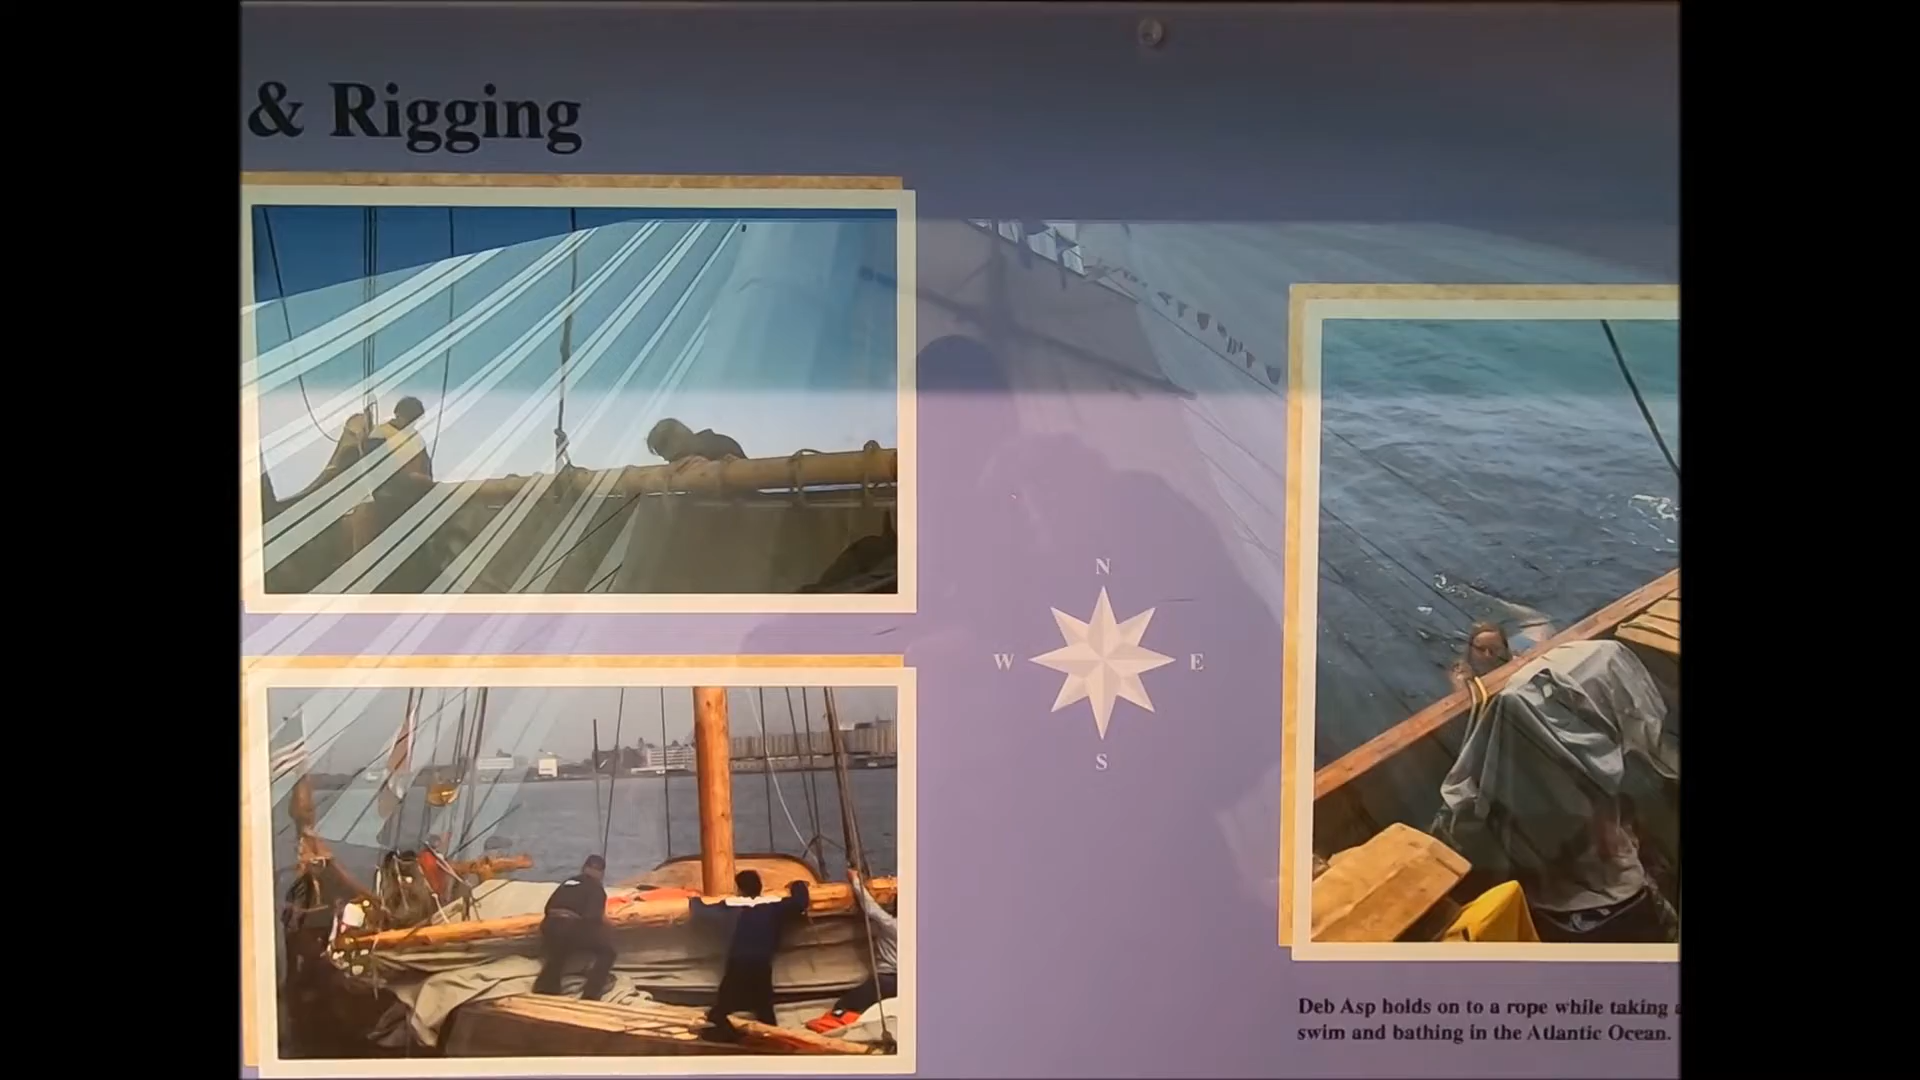 & Rigging
N
W E
S
Deb Asp holds on to a rope while taking a
swim and bathing in the Atlantic Ocean.